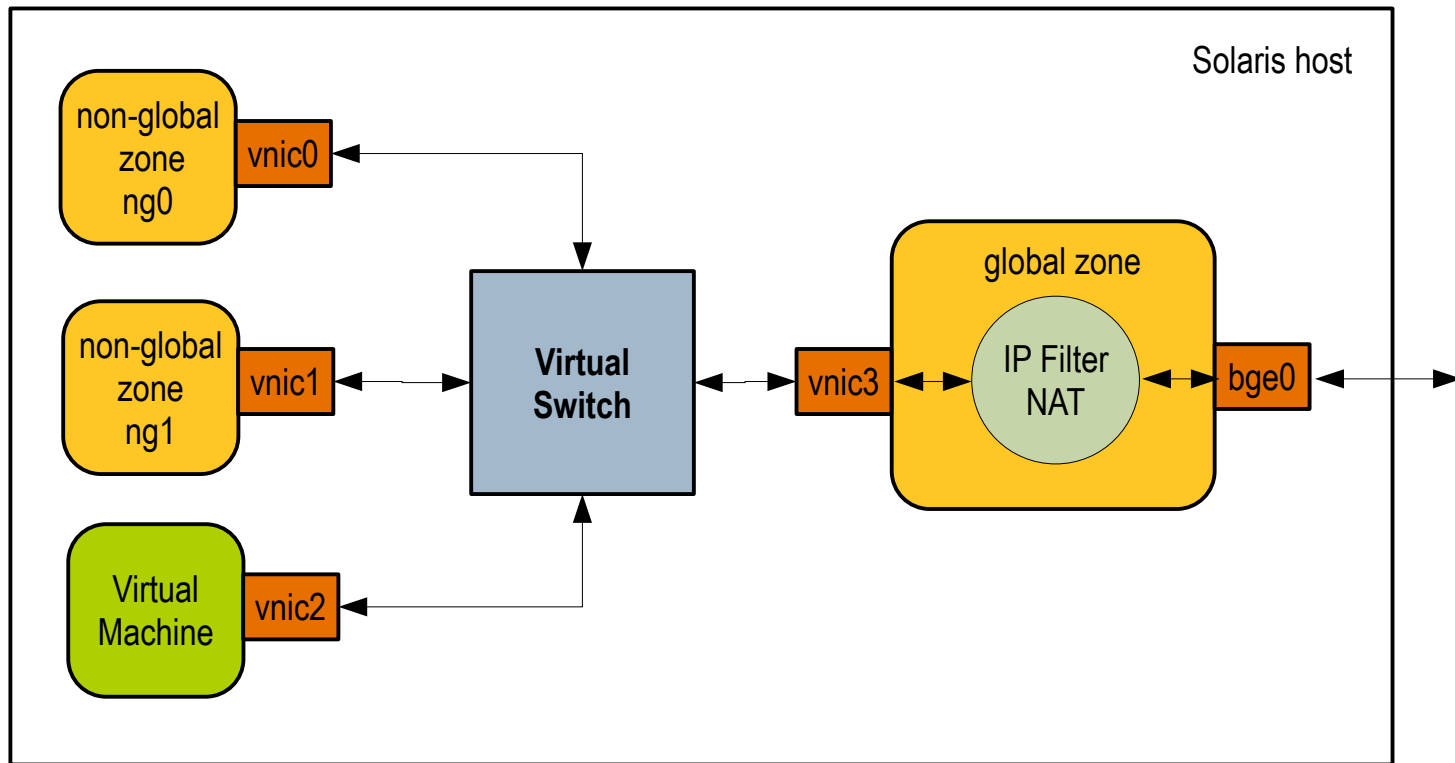 Solaris host
non-global
zone
ng0
vnic0
non-global
zone
ng1
vnic1
Virtual
Machine
vnic2
Virtual
Switch
vnic3
global zone
IP Filter
NAT
bge0